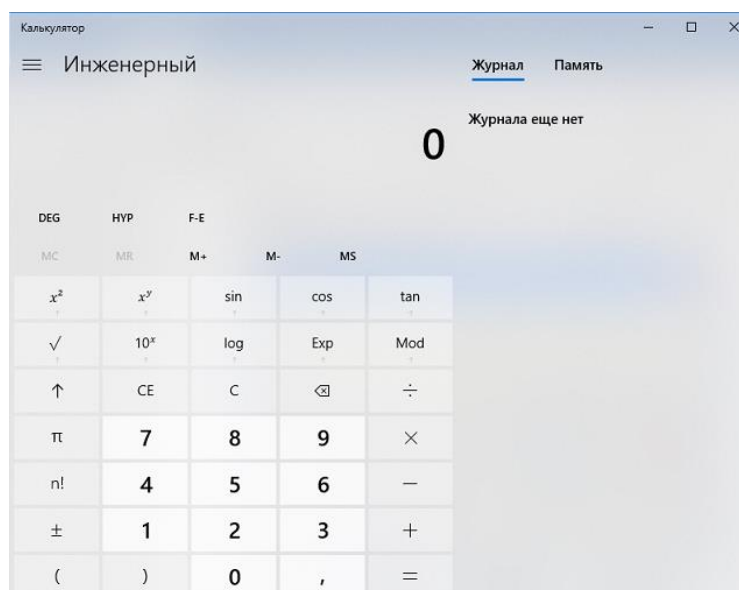 Калькулятор
Инженерный
Журнал Память
Журнала еще нет
0
DEG HYP F-E
MC MR M+ M- MS
x² xʸ sin cos tan
√ 10ˣ log Exp Mod
↑ CE C ⌫ ÷
π 7 8 9 ×
n! 4 5 6 −
± 1 2 3 +
( ) 0 , =